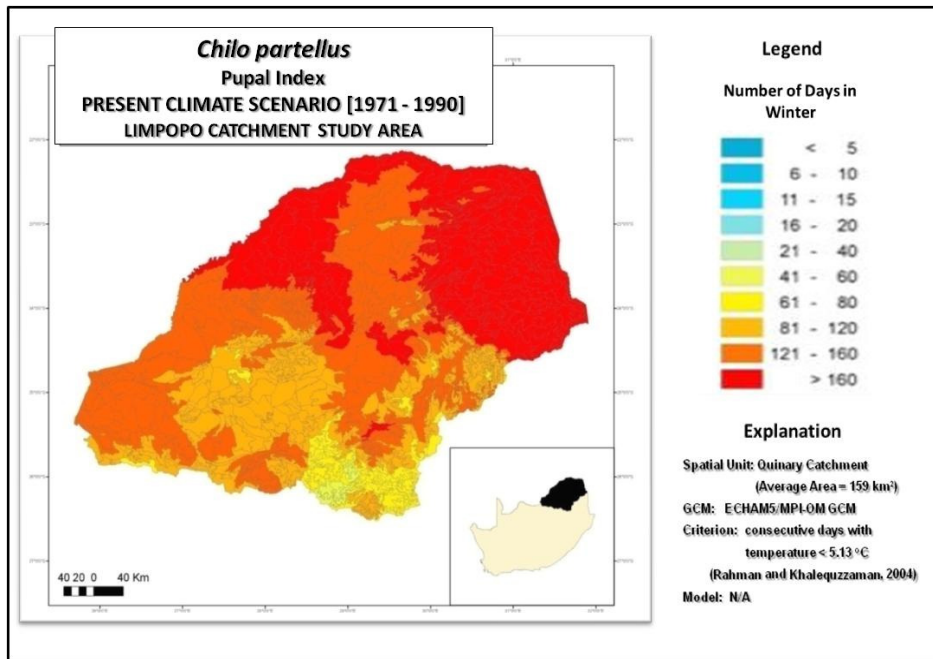 Chilo partellus
Pupal Index
PRESENT CLIMATE SCENARIO [1971 - 1990]
LIMPOPO CATCHMENT STUDY AREA
40 20 0 40 Km
Legend
Number of Days in
Winter
< 5
6 - 10
11 - 15
16 - 20
21 - 40
41 - 60
61 - 80
81 - 120
121 - 160
> 160
Explanation
Spatial Unit: Quinary Catchment
(Average Area = 159 km²)
GCM: ECHAM5/MPI-OM GCM
Criterion: consecutive days with
temperature < 5.13 °C
(Rahman and Khalequzzaman, 2004)
Model: N/A